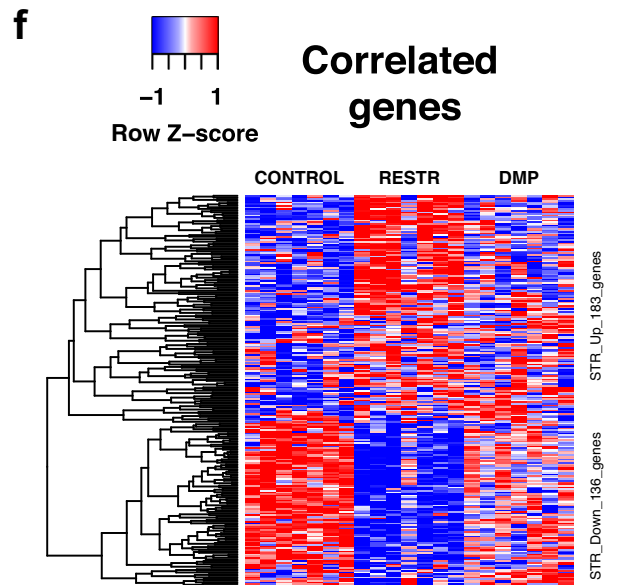 f
−1 1
Row Z−score
Correlated
genes
CONTROL RESTR DMP
STR_Up_183_genes
STR_Down_136_genes